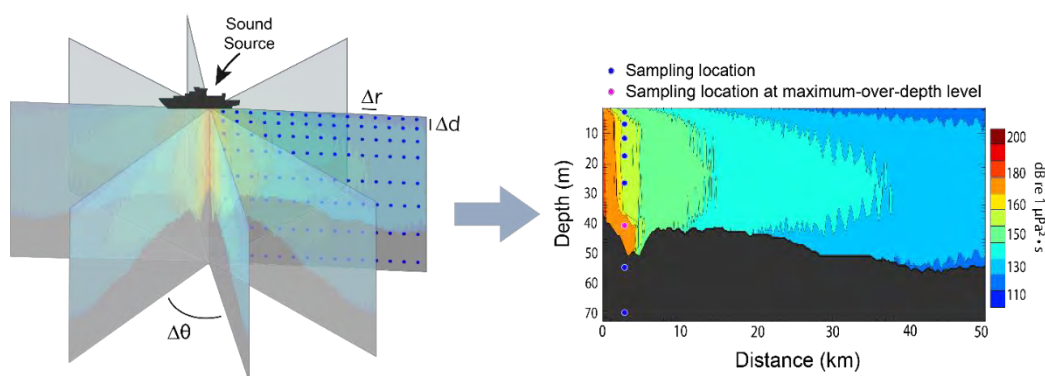 Sound
Source
Δr
Δd
Δθ
Sampling location
Sampling location at maximum-over-depth level
Depth (m)
10
20
30
40
50
60
70
0
10
20
30
40
50
Distance (km)
200
190
180
160
150
130
110
dB re 1 µPa²•s